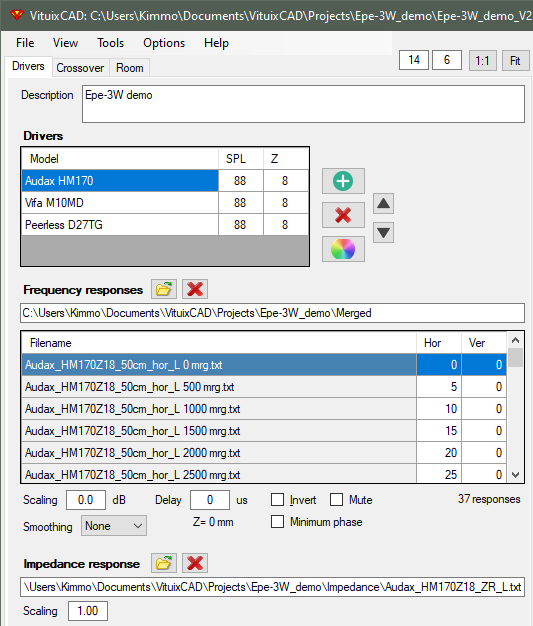 VituixCAD: C:\Users\Kimmo\Documents\VituixCAD\Projects\Epe-3W_demo\Epe-3W_demo_V2
File View Tools Options Help
14 6 1:1 Fit
Drivers Crossover Room
Description Epe-3W demo
Drivers
Model SPL Z
Audax HM170 88 8
Vifa M10MD 88 8
Peerless D27TG 88 8
Frequency responses
C:\Users\Kimmo\Documents\VituixCAD\Projects\Epe-3W_demo\Merged
Filename Hor Ver
Audax_HM170Z18_50cm_hor_L 0 mrg.txt 0 0
Audax_HM170Z18_50cm_hor_L 500 mrg.txt 5 0
Audax_HM170Z18_50cm_hor_L 1000 mrg.txt 10 0
Audax_HM170Z18_50cm_hor_L 1500 mrg.txt 15 0
Audax_HM170Z18_50cm_hor_L 2000 mrg.txt 20 0
Audax_HM170Z18_50cm_hor_L 2500 mrg.txt 25 0
Scaling 0.0 dB Delay 0 us Invert Mute 37 responses
Smoothing None Z= 0 mm Minimum phase
Impedance response
\Users\Kimmo\Documents\VituixCAD\Projects\Epe-3W_demo\Impedance\Audax_HM170Z18_ZR_L.txt
Scaling 1.00